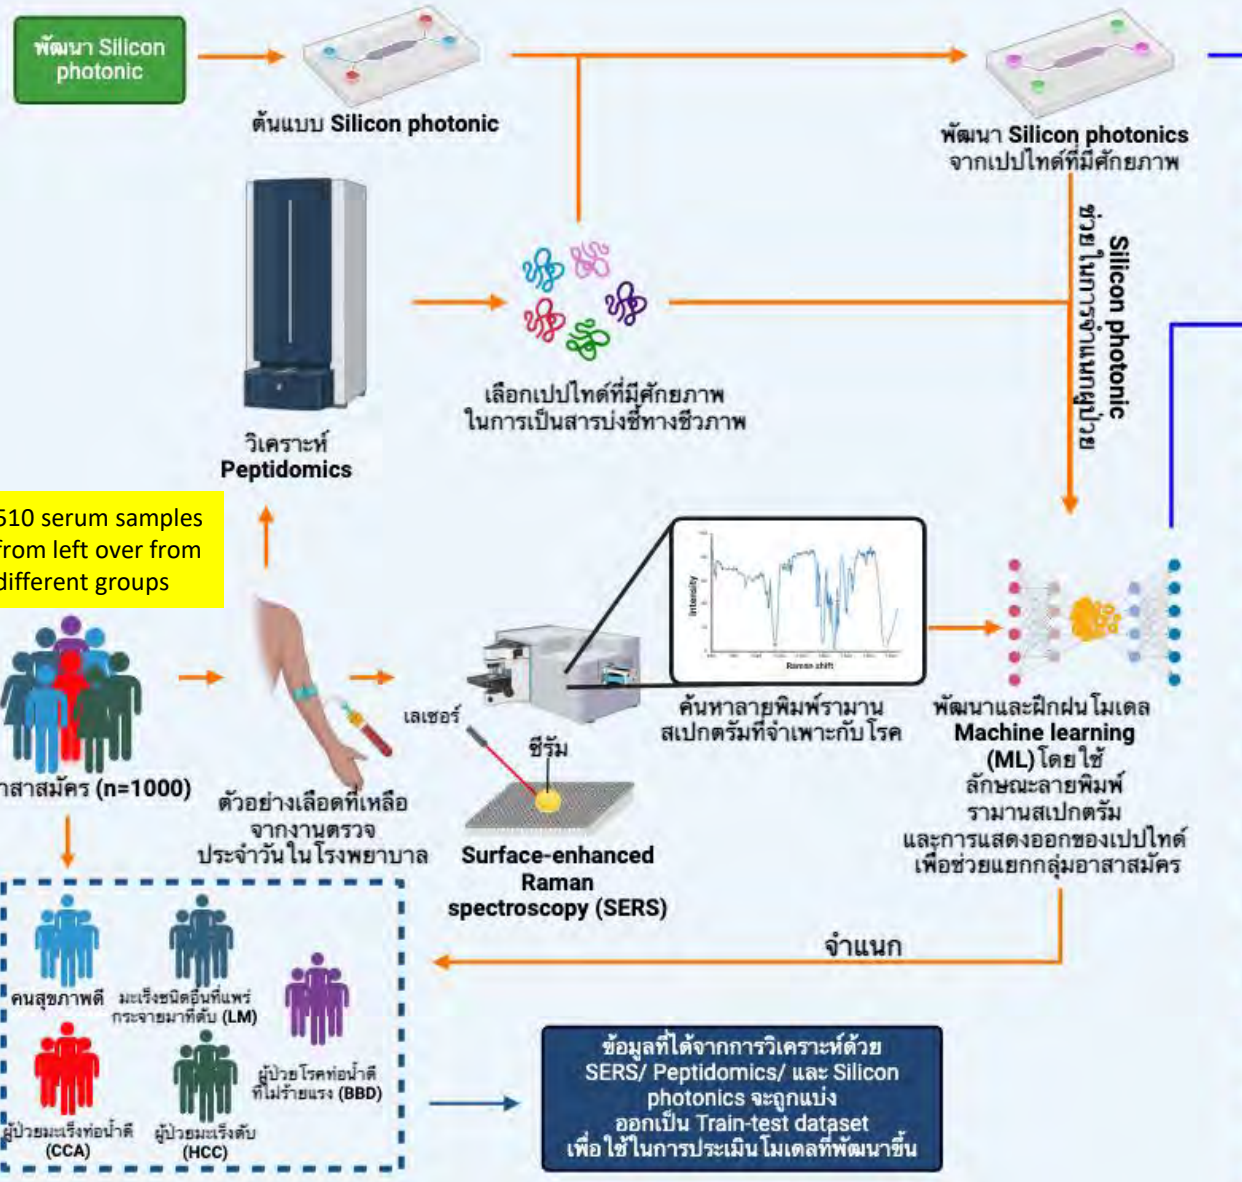 พัฒนา Silicon
photonic
ต้นแบบ Silicon photonic
พัฒนา Silicon photonics
จากเปปไทด์ที่มีศักยภาพ
Silicon photonic
ช่วยในการจำแนกผู้ป่วย
เลือกเปปไทด์ที่มีศักยภาพ
ในการเป็นสารบ่งชี้ทางชีวภาพ
วิเคราะห์
Peptidomics
510 serum samples
from left over from
different groups
Intensity
Raman shift
เลเซอร์
ซีรัม
ค้นหาลายพิมพ์รามาน
สเปกตรัมที่จำเพาะกับโรค
พัฒนาและฝึกฝนโมเดล
Machine learning
(ML) โดยใช้
ลักษณะลายพิมพ์
รามานสเปกตรัม
และการแสดงออกของเปปไทด์
เพื่อช่วยแยกกลุ่มอาสาสมัคร
าสาสมัคร (n=1000)
ตัวอย่างเลือดที่เหลือ
จากงานตรวจ
ประจำวันในโรงพยาบาล
Surface-enhanced
Raman
spectroscopy (SERS)
จำแนก
คนสุขภาพดี
มะเร็งชนิดอื่นที่แพร่
กระจายมาที่ตับ (LM)
ผู้ป่วยโรคท่อน้ำดี
ที่ไม่ร้ายแรง (BBD)
ผู้ป่วยมะเร็งท่อน้ำดี
(CCA)
ผู้ป่วยมะเร็งตับ
(HCC)
ข้อมูลที่ได้จากการวิเคราะห์ด้วย
SERS/ Peptidomics/ และ Silicon
photonics จะถูกแบ่ง
ออกเป็น Train-test dataset
เพื่อใช้ในการประเมินโมเดลที่พัฒนาขึ้น